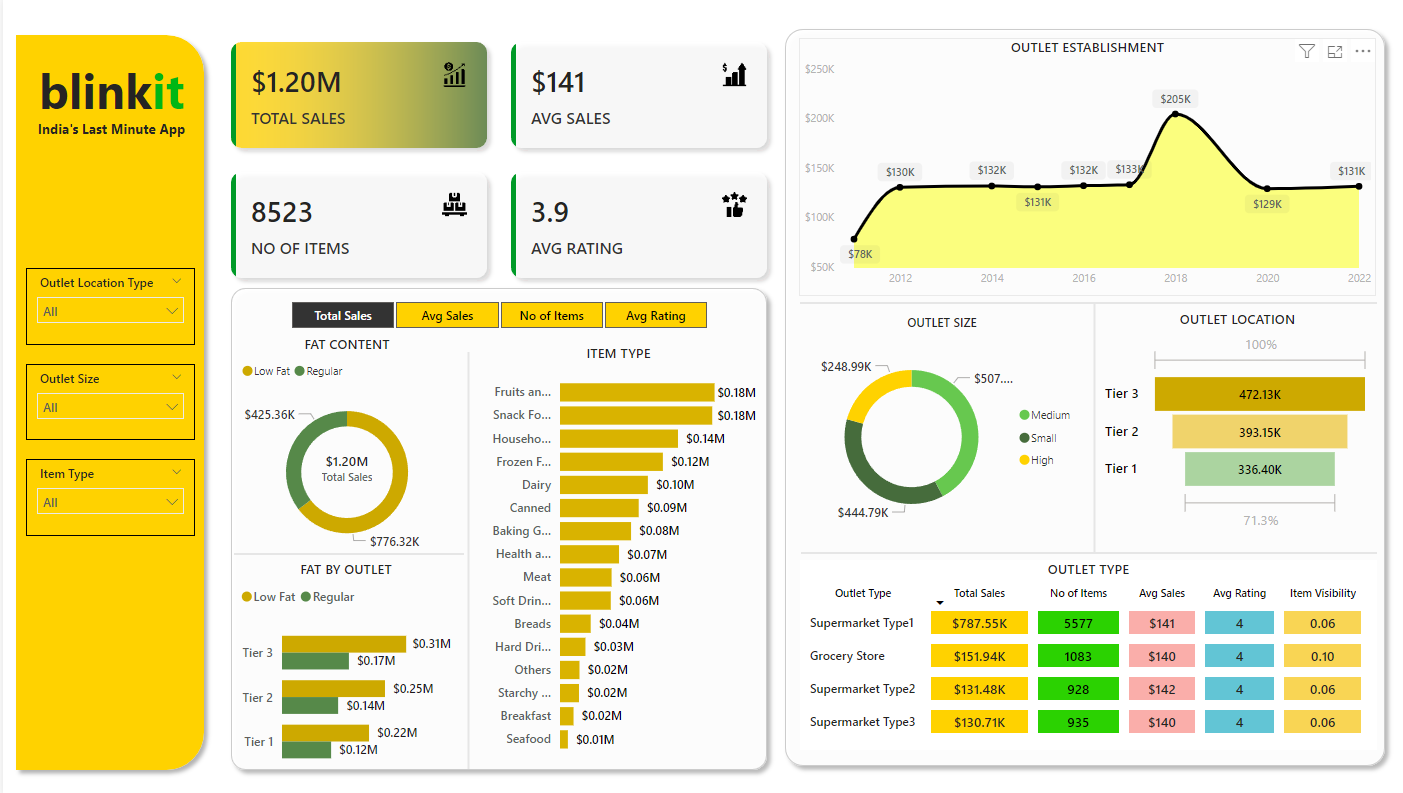 blinkit
India's Last Minute App
Outlet Location Type
All
Outlet Size
All
Item Type
All
$1.20M
TOTAL SALES
$141
AVG SALES
8523
NO OF ITEMS
3.9
AVG RATING
Total Sales
Avg Sales
No of Items
Avg Rating
FAT CONTENT
Low Fat
Regular
$425.36K
$1.20M
Total Sales
$776.32K
FAT BY OUTLET
Low Fat
Regular
Tier 3
$0.31M
$0.17M
Tier 2
$0.25M
$0.14M
Tier 1
$0.22M
$0.12M
ITEM TYPE
Fruits an... $0.18M
Snack Fo... $0.18M
Househo... $0.14M
Frozen F... $0.12M
Dairy $0.10M
Canned $0.09M
Baking G... $0.08M
Health a... $0.07M
Meat $0.06M
Soft Drin... $0.06M
Breads $0.04M
Hard Dri... $0.03M
Others $0.02M
Starchy ... $0.02M
Breakfast $0.02M
Seafood $0.01M
OUTLET ESTABLISHMENT
$250K
$200K
$150K
$100K
$50K
$78K
$130K
$132K
$131K
$132K
$133K
$205K
$129K
$131K
2012 2014 2016 2018 2020 2022
OUTLET SIZE
$248.99K
$507....
$444.79K
Medium
Small
High
OUTLET LOCATION
100%
Tier 3 472.13K
Tier 2 393.15K
Tier 1 336.40K
71.3%
OUTLET TYPE
Outlet Type Total Sales No of Items Avg Sales Avg Rating Item Visibility
Supermarket Type1 $787.55K 5577 $141 4 0.06
Grocery Store $151.94K 1083 $140 4 0.10
Supermarket Type2 $131.48K 928 $142 4 0.06
Supermarket Type3 $130.71K 935 $140 4 0.06